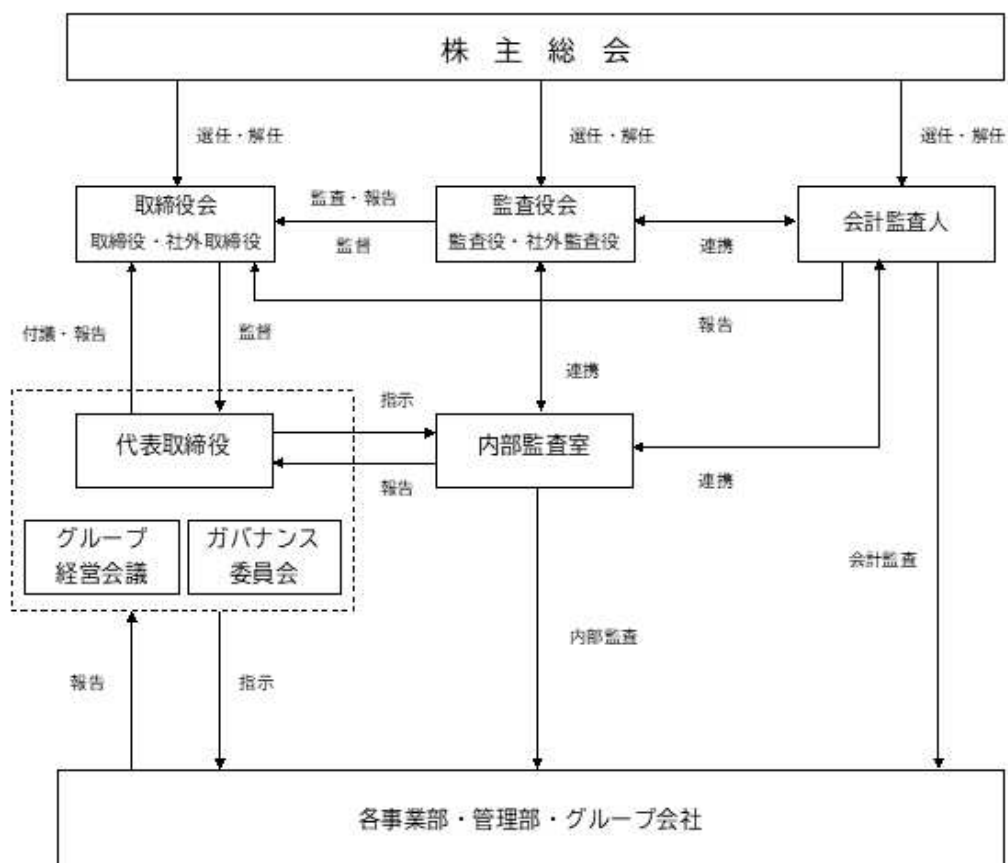 株主総会
選任・解任
選任・解任
選任・解任
取締役会
取締役・社外取締役
監査・報告
監督
監査役会
監査役・社外監査役
連携
会計監査人
報告
付議・報告
監督
連携
指示
代表取締役
内部監査室
報告
連携
グループ
経営会議
ガバナンス
委員会
会計監査
内部監査
報告
指示
各事業部・管理部・グループ会社